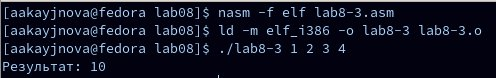 [aakayjnova@fedora lab08]$ nasm -f elf lab8-3.asm
[aakayjnova@fedora lab08]$ ld -m elf_i386 -o lab8-3 lab8-3.o
[aakayjnova@fedora lab08]$ ./lab8-3 1 2 3 4
Результат: 10